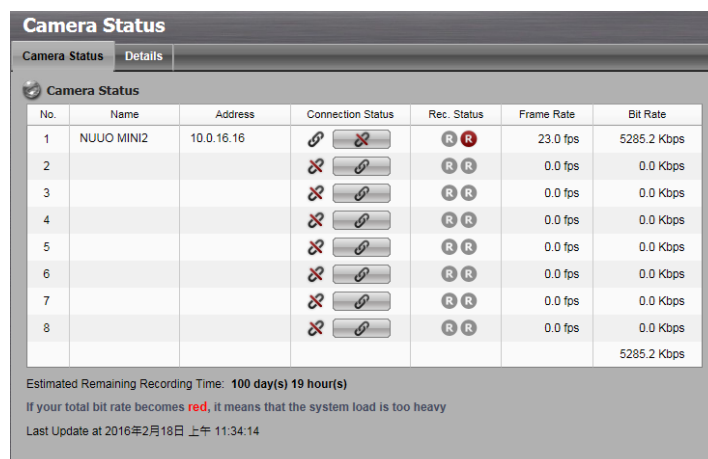 Camera Status
Camera Status Details
Camera Status
No. Name Address Connection Status Rec. Status Frame Rate Bit Rate
1 NUUO MINI2 10.0.16.16 R R 23.0 fps 5285.2 Kbps
2 R R 0.0 fps 0.0 Kbps
3 R R 0.0 fps 0.0 Kbps
4 R R 0.0 fps 0.0 Kbps
5 R R 0.0 fps 0.0 Kbps
6 R R 0.0 fps 0.0 Kbps
7 R R 0.0 fps 0.0 Kbps
8 R R 0.0 fps 0.0 Kbps
5285.2 Kbps
Estimated Remaining Recording Time: 100 day(s) 19 hour(s)
If your total bit rate becomes red, it means that the system load is too heavy
Last Update at 2016年2月18日 上午 11:34:14